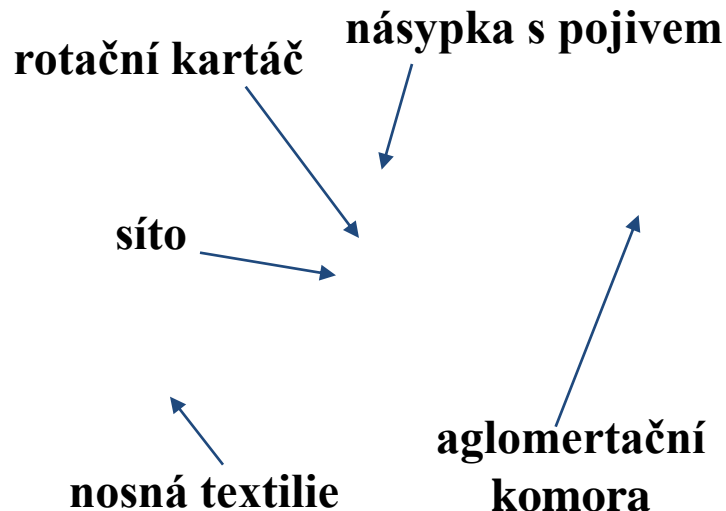 násypka s pojivem
rotační kartáč
síto
aglomertační
komora
nosná textilie